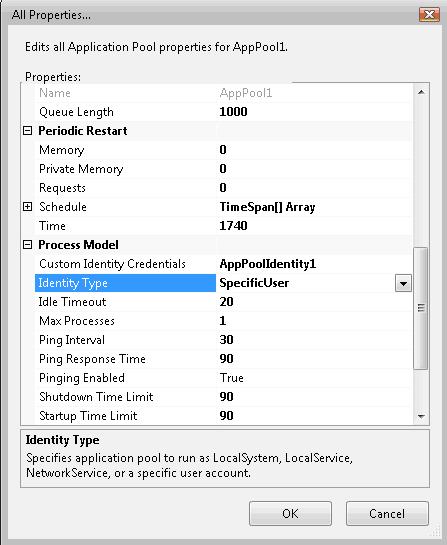 All Properties...
Edits all Application Pool properties for AppPool1.
Properties:
Name AppPool1
Queue Length 1000
Periodic Restart
Memory 0
Private Memory 0
Requests 0
Schedule TimeSpan[] Array
Time 1740
Process Model
Custom Identity Credentials AppPoolIdentity1
Identity Type SpecificUser
Idle Timeout 20
Max Processes 1
Ping Interval 30
Ping Response Time 90
Pinging Enabled True
Shutdown Time Limit 90
Startup Time Limit 90
Identity Type
Specifies application pool to run as LocalSystem, LocalService,
NetworkService, or a specific user account.
OK Cancel